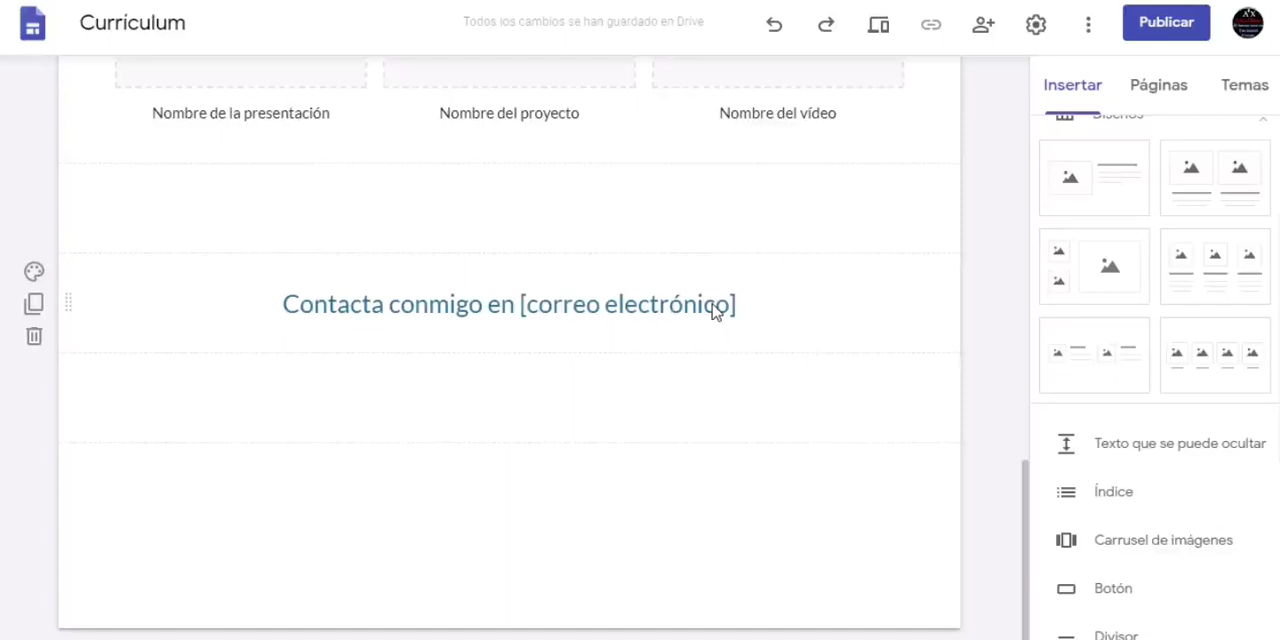 Currículum
Todos los cambios se han guardado en Drive
Publicar
Insertar
Páginas
Temas
Diseños
Nombre de la presentación
Nombre del proyecto
Nombre del vídeo
Contacta conmigo en [correo electrónico]
Texto que se puede ocultar
Índice
Carrusel de imágenes
Botón
Divisor